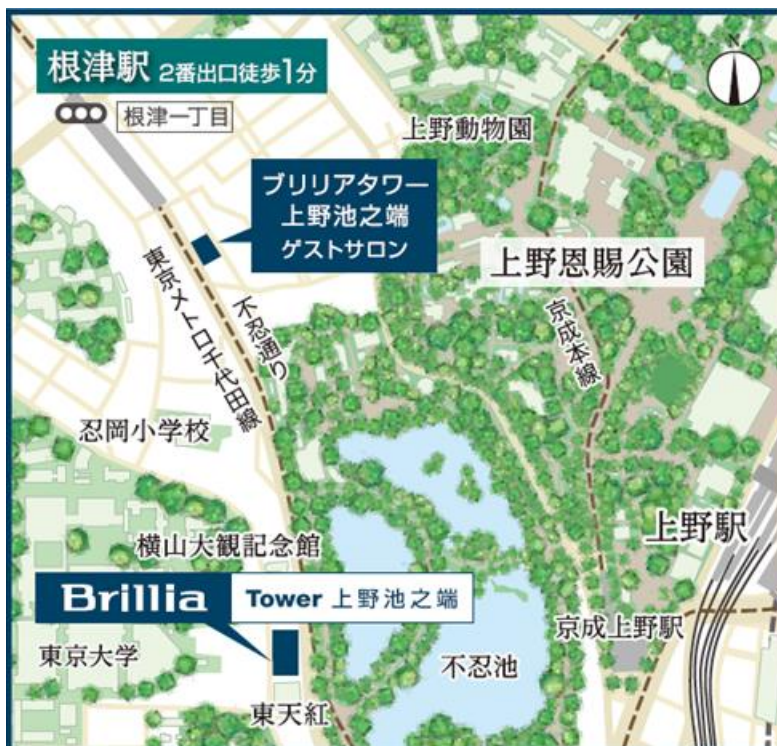 根津駅 2番出口徒歩1分
根津一丁目
N
上野動物園
ブリリアタワー
上野池之端
ゲストサロン
上野恩賜公園
京成本線
不忍通り
東京メトロ千代田線
忍岡小学校
上野駅
横山大観記念館
Brillia Tower 上野池之端
京成上野駅
東京大学
不忍池
東天紅